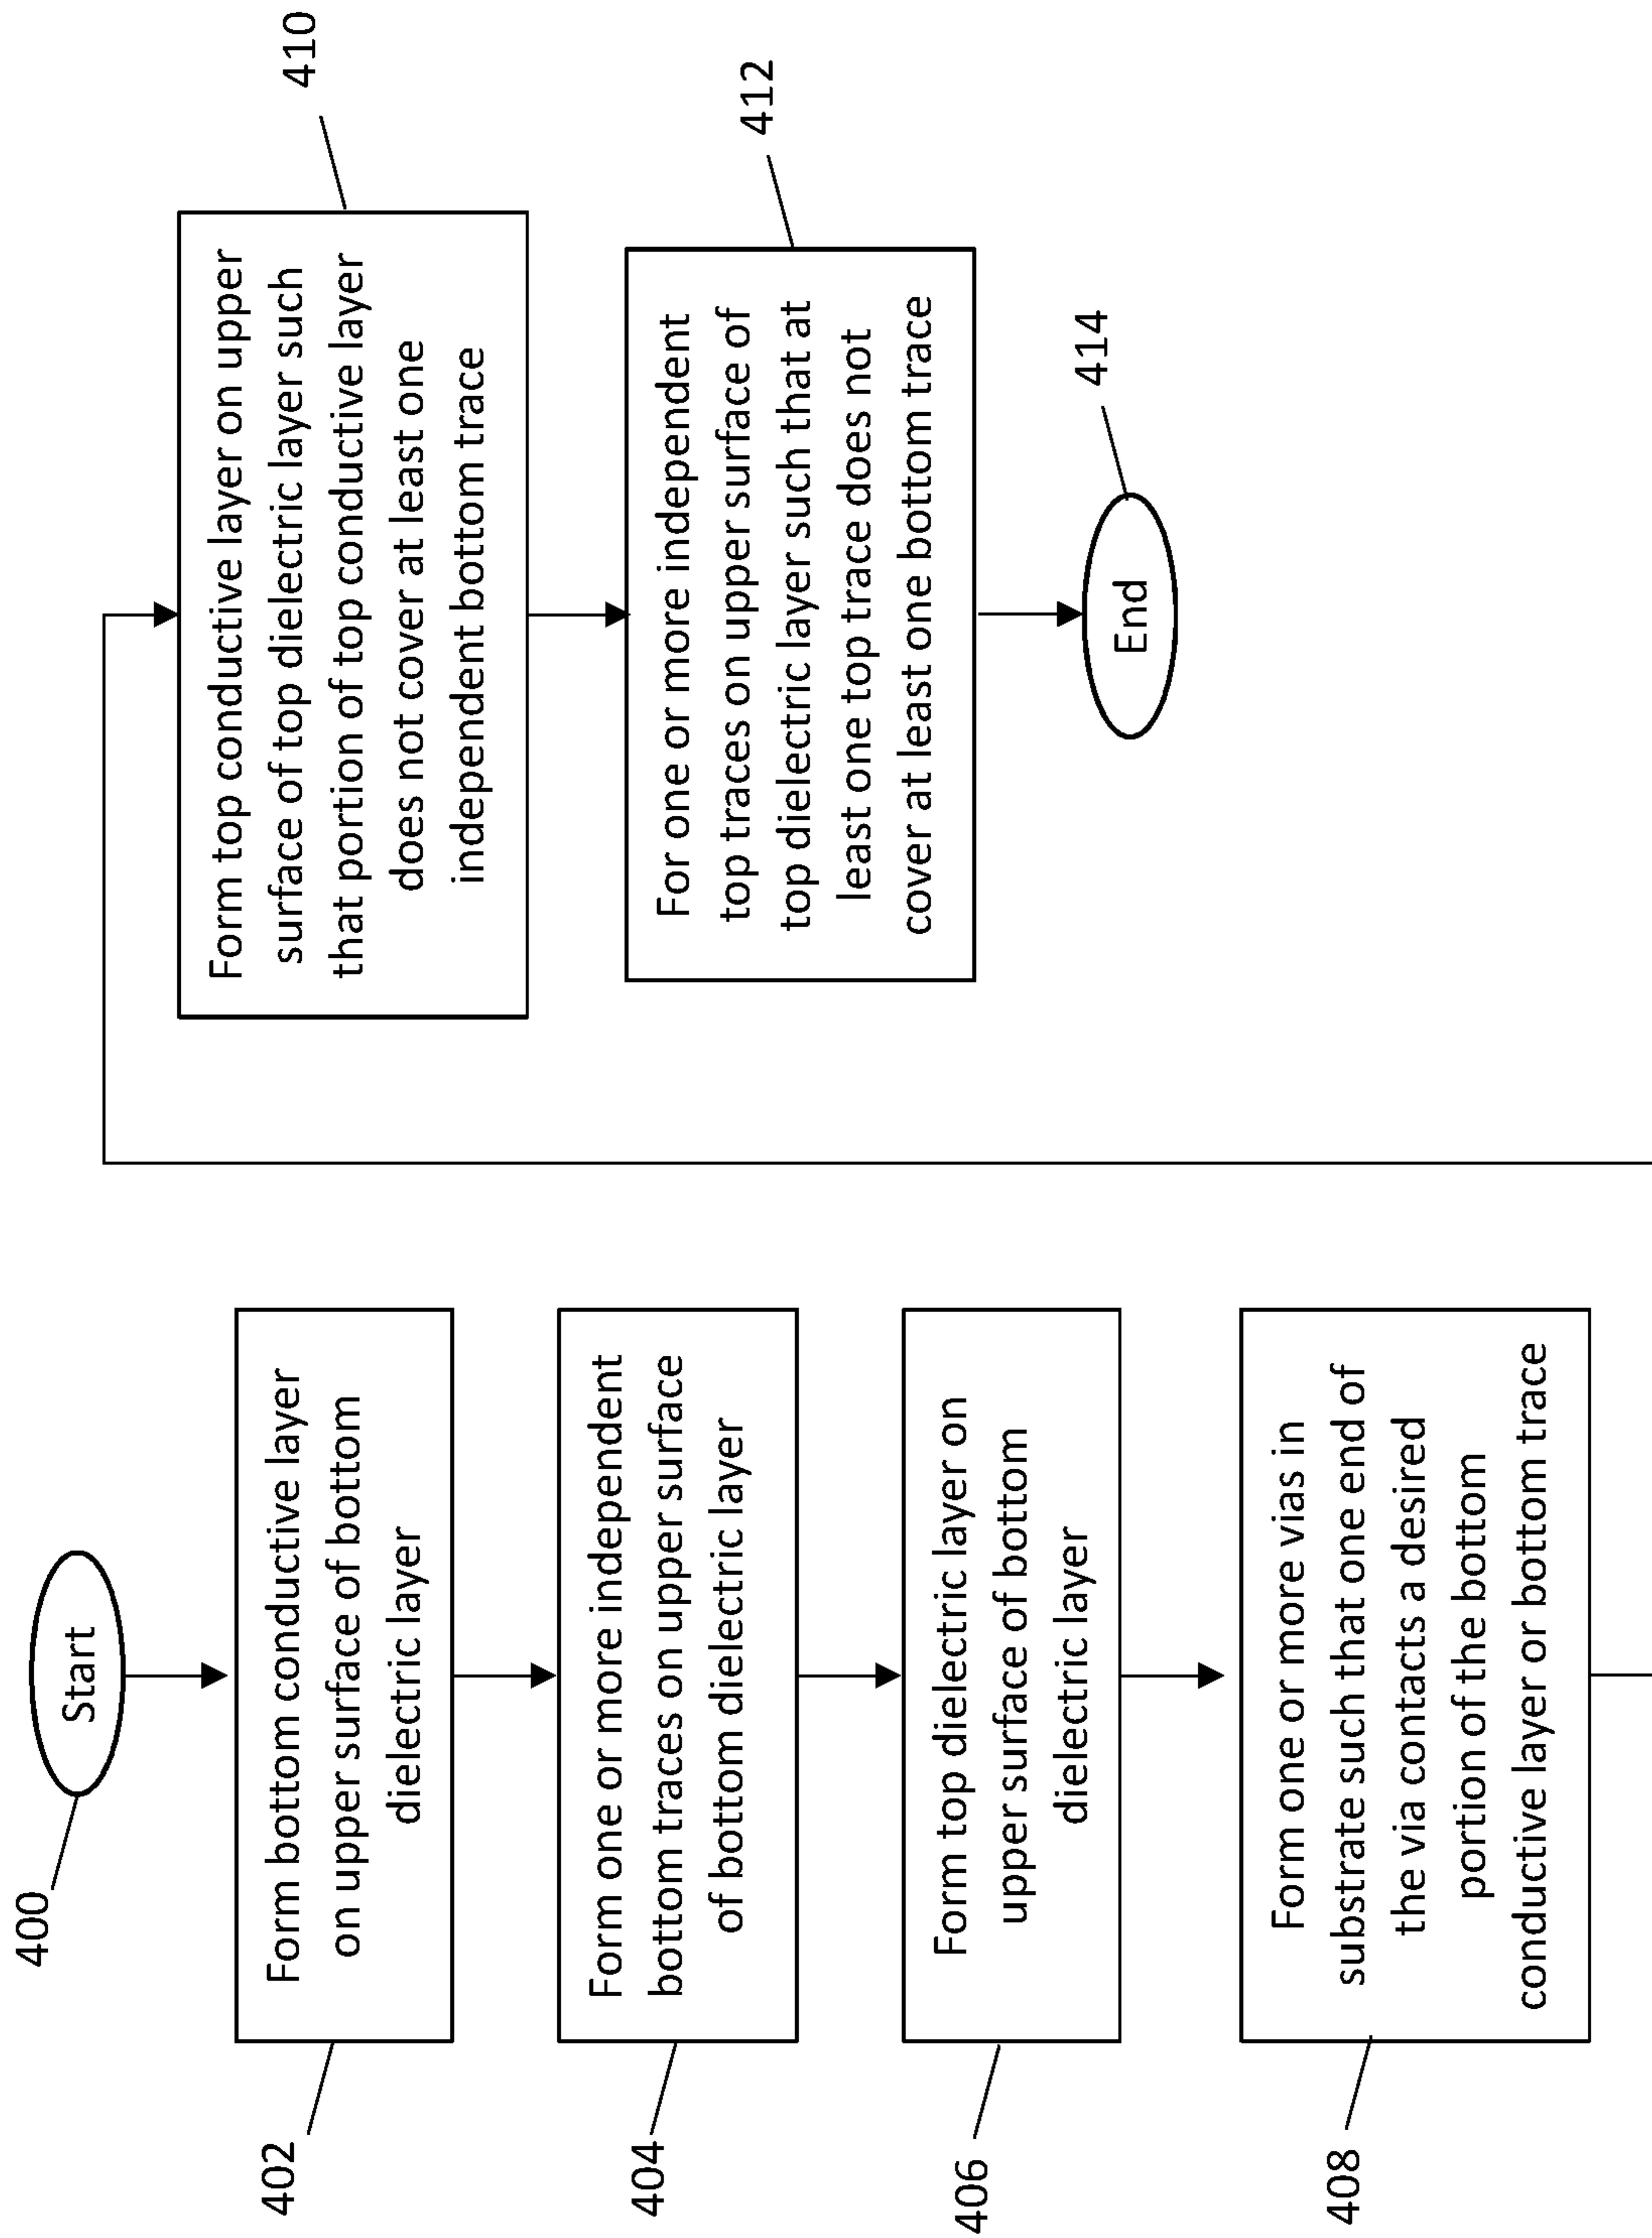 400
Start
402
Form bottom conductive layer
on upper surface of bottom
dielectric layer
404
Form one or more independent
bottom traces on upper surface
of bottom dielectric layer
406
Form top dielectric layer on
upper surface of bottom
dielectric layer
408
Form one or more vias in
substrate such that one end of
the via contacts a desired
portion of the bottom
conductive layer or bottom trace
410
Form top conductive layer on upper
surface of top dielectric layer such
that portion of top conductive layer
does not cover at least one
independent bottom trace
412
For one or more independent
top traces on upper surface of
top dielectric layer such that at
least one top trace does not
cover at least one bottom trace
414
End